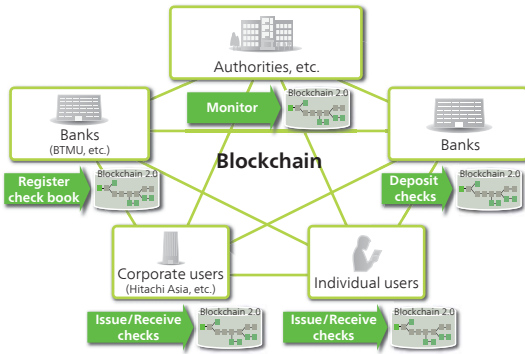 Authorities, etc.
Monitor
Blockchain 2.0
Banks
(BTMU, etc.)
Banks
Blockchain
Register
check book
Blockchain 2.0
Deposit
checks
Blockchain 2.0
Corporate users
(Hitachi Asia, etc.)
Individual users
Issue/Receive
checks
Blockchain 2.0
Issue/Receive
checks
Blockchain 2.0